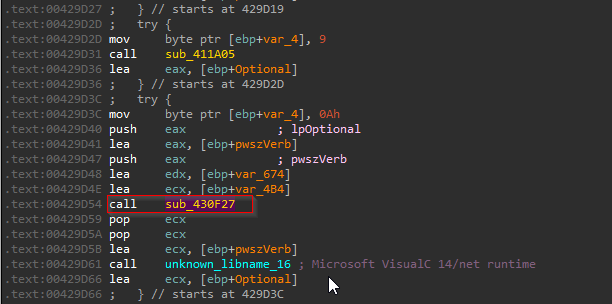 .text:00429D27 ;   } // starts at 429D19
.text:00429D2D ;   try {
.text:00429D2D mov     byte ptr [ebp+var_4], 9
.text:00429D31 call    sub_411A05
.text:00429D36 lea     eax, [ebp+Optional]
.text:00429D36 ;   } // starts at 429D2D
.text:00429D3C ;   try {
.text:00429D3C mov     byte ptr [ebp+var_4], 0Ah
.text:00429D40 push    eax             ; lpOptional
.text:00429D41 lea     eax, [ebp+pwszVerb]
.text:00429D47 push    eax             ; pwszVerb
.text:00429D48 lea     edx, [ebp+var_674]
.text:00429D4E lea     ecx, [ebp+var_4B4]
.text:00429D54 call    sub_430F27
.text:00429D59 pop     ecx
.text:00429D5A pop     ecx
.text:00429D5B lea     ecx, [ebp+pwszVerb]
.text:00429D61 call    unknown_libname_16 ; Microsoft VisualC 14/net runtime
.text:00429D66 lea     ecx, [ebp+Optional]
.text:00429D66 ;   } // starts at 429D3C